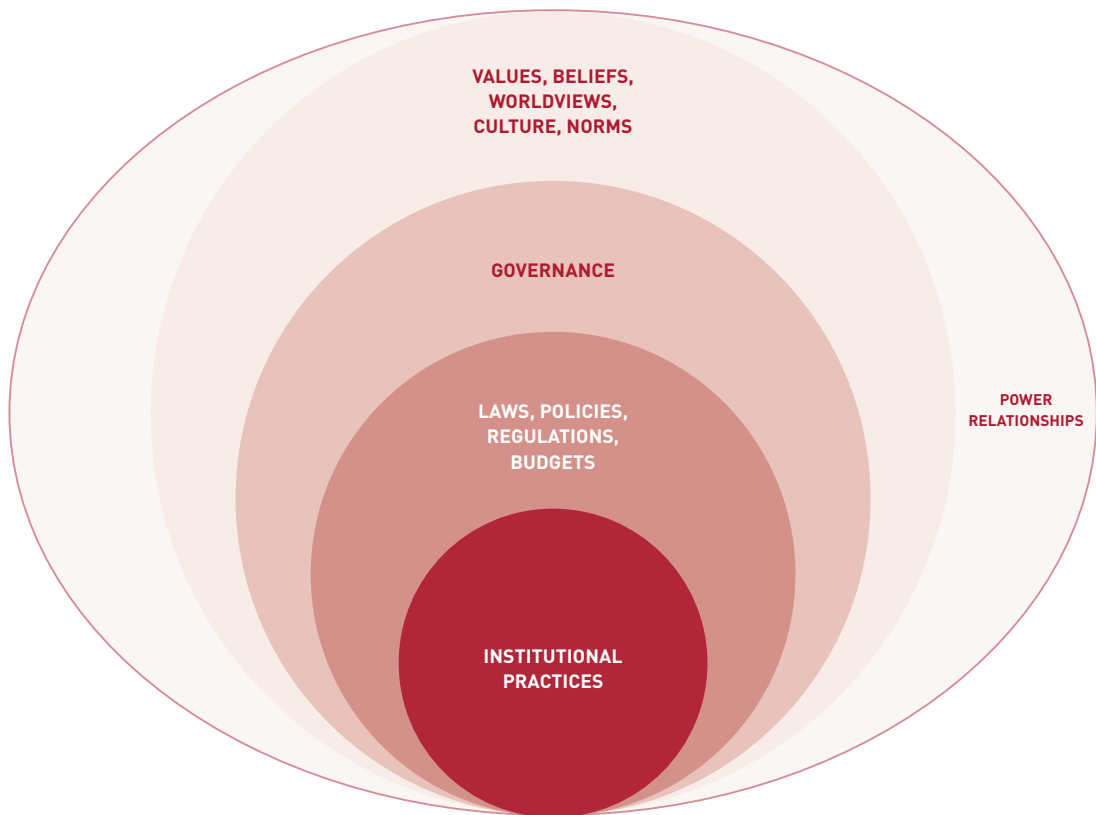 VALUES, BELIEFS,
WORLDVIEWS,
CULTURE, NORMS
GOVERNANCE
LAWS, POLICIES,
REGULATIONS,
BUDGETS
POWER
RELATIONSHIPS
INSTITUTIONAL
PRACTICES